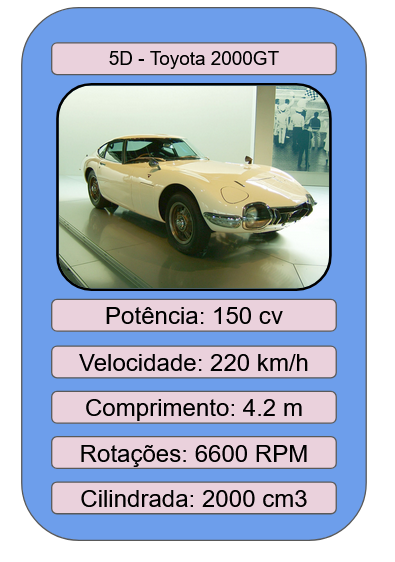 5D - Toyota 2000GT
Potência: 150 cv
Velocidade: 220 km/h
Comprimento: 4.2 m
Rotações: 6600 RPM
Cilindrada: 2000 cm3